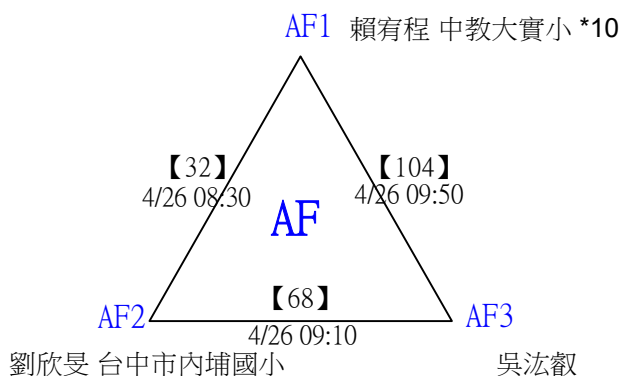 AF1 賴宥程 中教大實小 *10
【32】
4/26 08:30
【104】
4/26 09:50
AF
【68】
4/26 09:10
AF2
AF3
劉欣旻 台中市內埔國小
吳汯叡